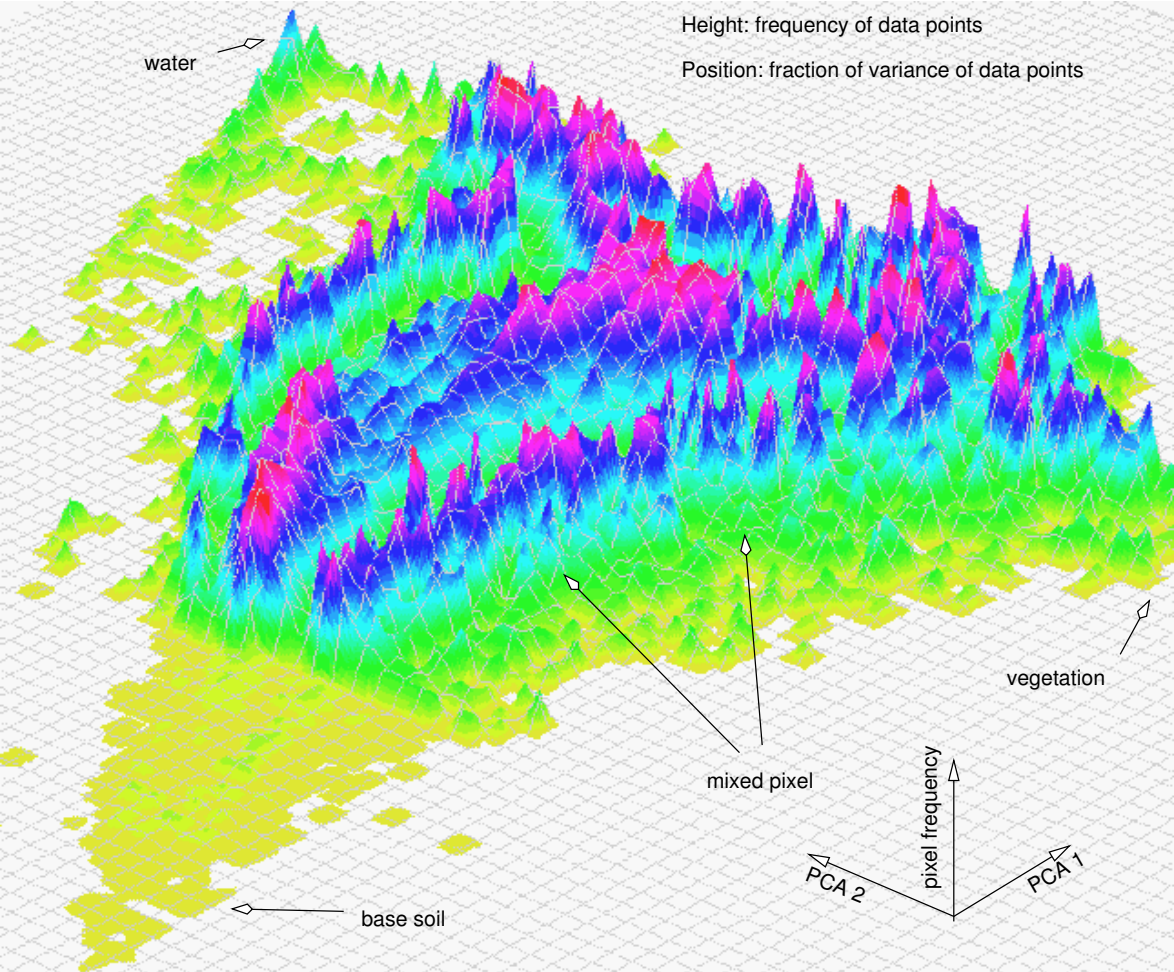 Height: frequency of data points
water
Position: fraction of variance of data points
vegetation
mixed pixel
pixel frequency
PCA 2
PCA 1
base soil